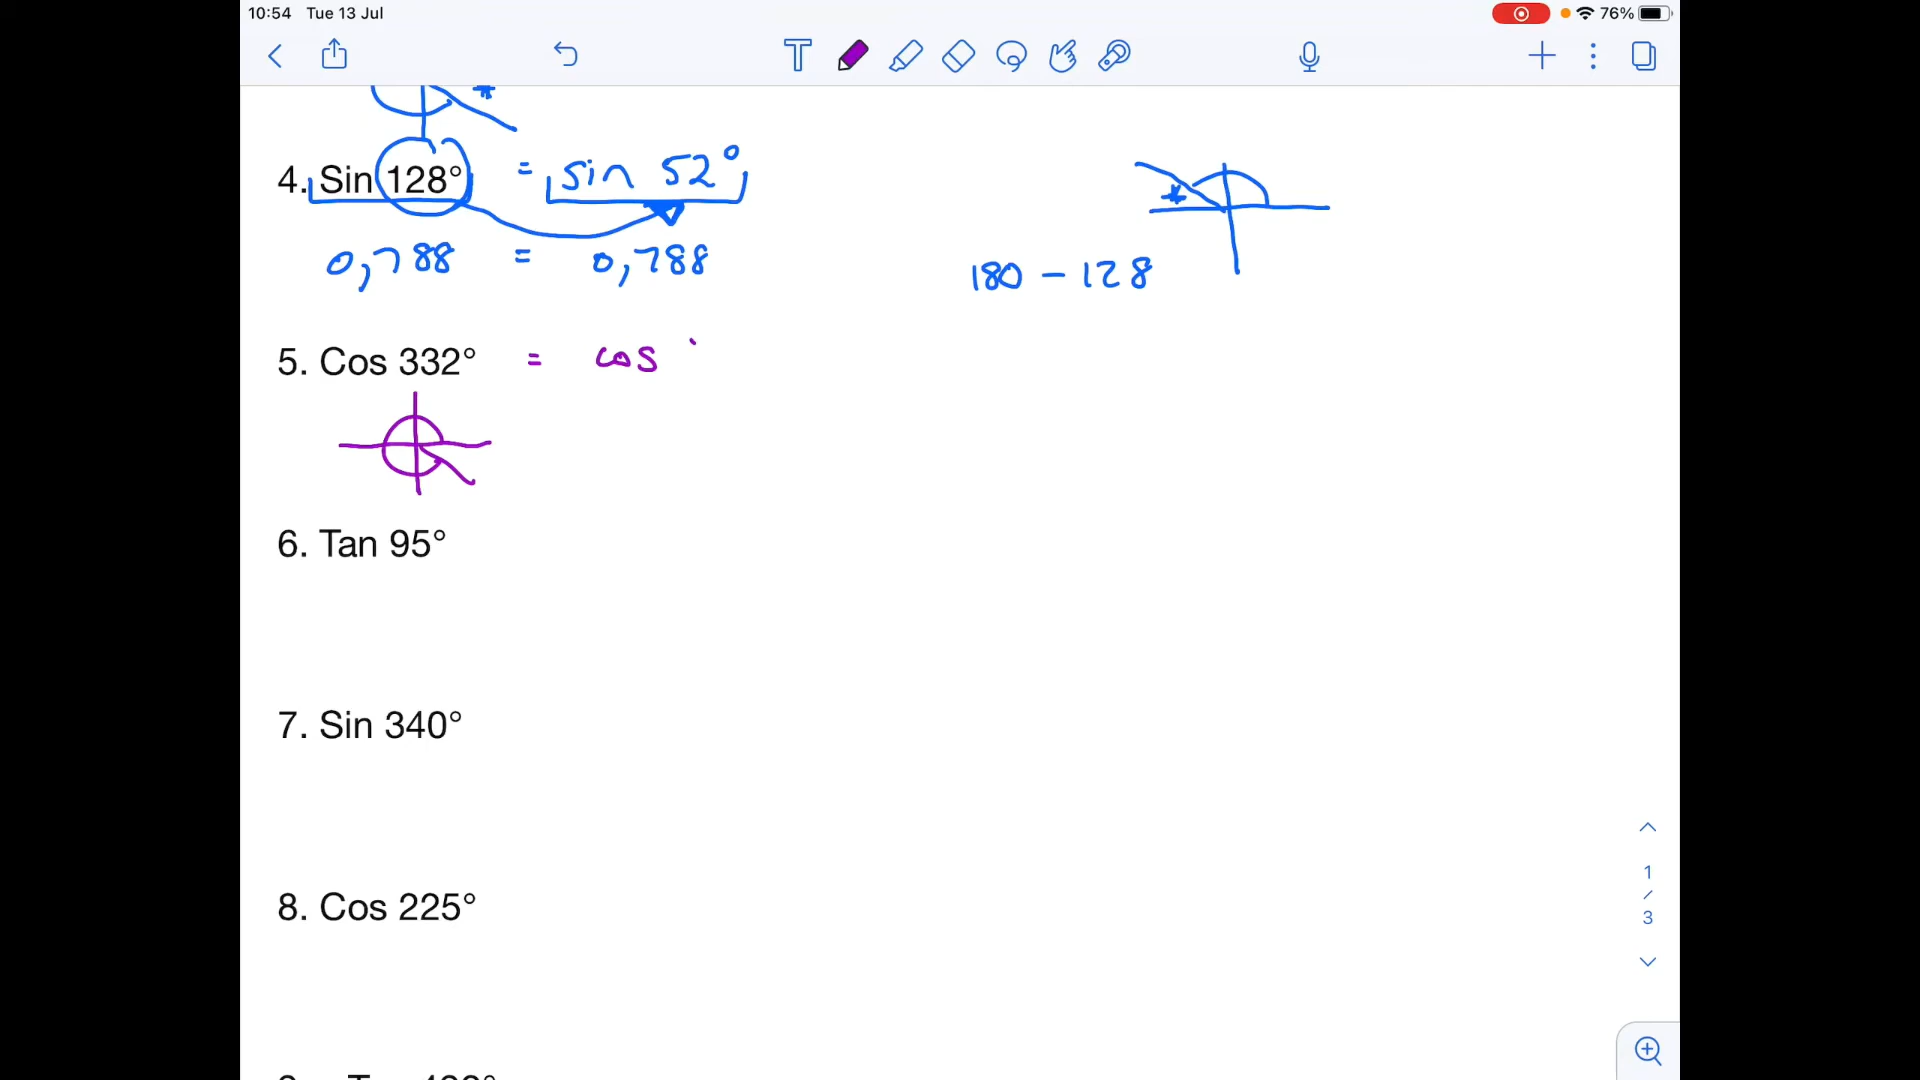 10:54 Tue 13 Jul
76%
4. Sin 128° = sin 52°
0,788 = 0,788
180 - 128
5. Cos 332° = cos
6. Tan 95°
7. Sin 340°
8. Cos 225°
1
/
3